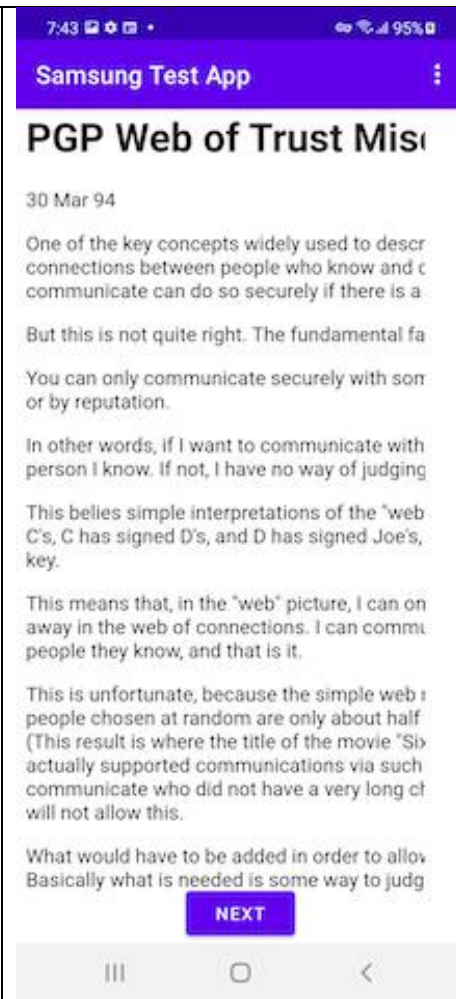 7:43
95%
Samsung Test App
PGP Web of Trust Mis
30 Mar 94
One of the key concepts widely used to descr
connections between people who know and c
communicate can do so securely if there is a
But this is not quite right. The fundamental fa
You can only communicate securely with som
or by reputation.
In other words, if I want to communicate with
person I know. If not, I have no way of judging
This belies simple interpretations of the "web
C's, C has signed D's, and D has signed Joe's,
key.
This means that, in the "web" picture, I can on
away in the web of connections. I can commu
people they know, and that is it.
This is unfortunate, because the simple web
people chosen at random are only about half
(This result is where the title of the movie "Six
actually supported communications via such
communicate who did not have a very long ch
will not allow this.
What would have to be added in order to allow
Basically what is needed is some way to judg
NEXT